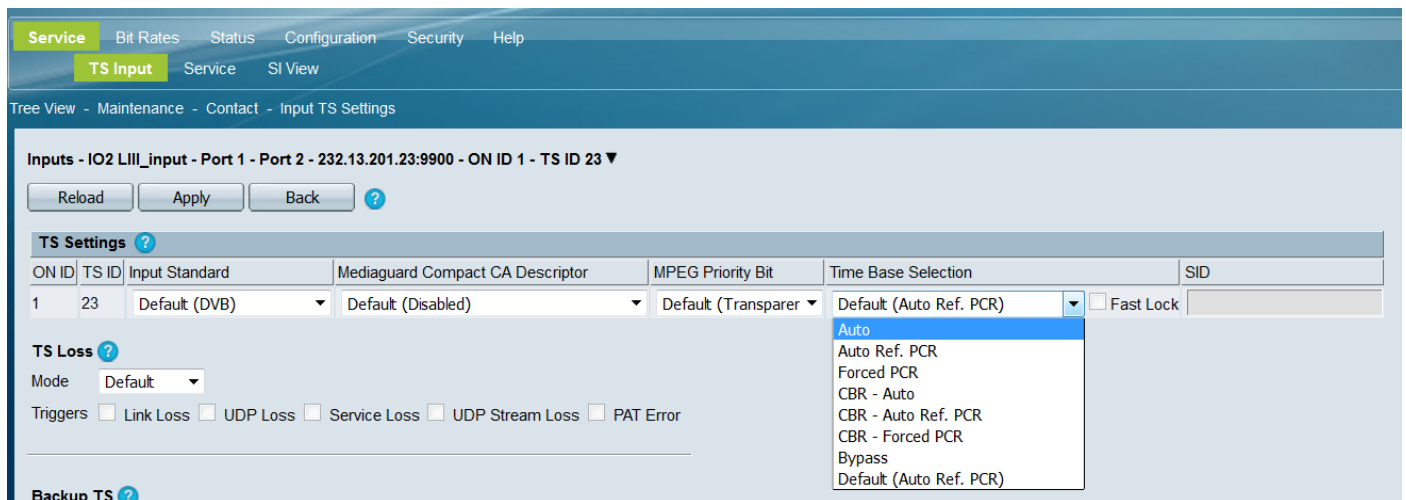 Service Bit Rates Status Configuration Security Help
TS Input Service SI View
Tree View - Maintenance - Contact - Input TS Settings
Inputs - IO2 LIII_input - Port 1 - Port 2 - 232.13.201.23:9900 - ON ID 1 - TS ID 23 ▼
Reload Apply Back ?
TS Settings ?
ON ID TS ID Input Standard Mediaguard Compact CA Descriptor MPEG Priority Bit Time Base Selection SID
1 23 Default (DVB) Default (Disabled) Default (Transparer Default (Auto Ref. PCR) Fast Lock
Auto
Auto Ref. PCR
Forced PCR
CBR - Auto
CBR - Auto Ref. PCR
CBR - Forced PCR
Bypass
Default (Auto Ref. PCR)
TS Loss ?
Mode Default
Triggers Link Loss UDP Loss Service Loss UDP Stream Loss PAT Error
Backup TS ?